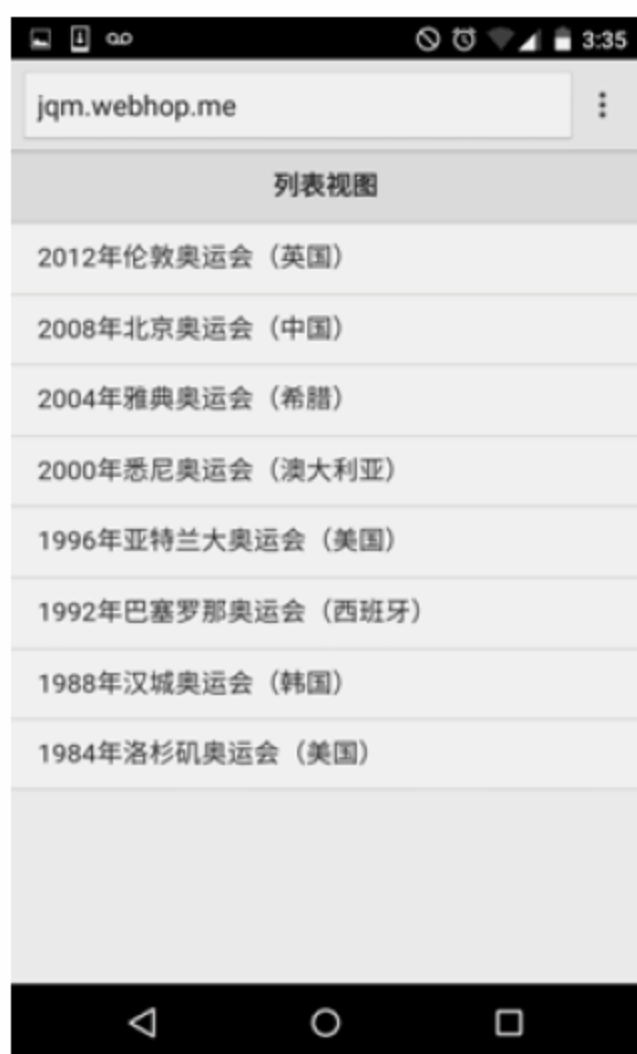 3:35
jqm.webhop.me
列表视图
2012年伦敦奥运会（英国）
2008年北京奥运会（中国）
2004年雅典奥运会（希腊）
2000年悉尼奥运会（澳大利亚）
1996年亚特兰大奥运会（美国）
1992年巴塞罗那奥运会（西班牙）
1988年汉城奥运会（韩国）
1984年洛杉矶奥运会（美国）